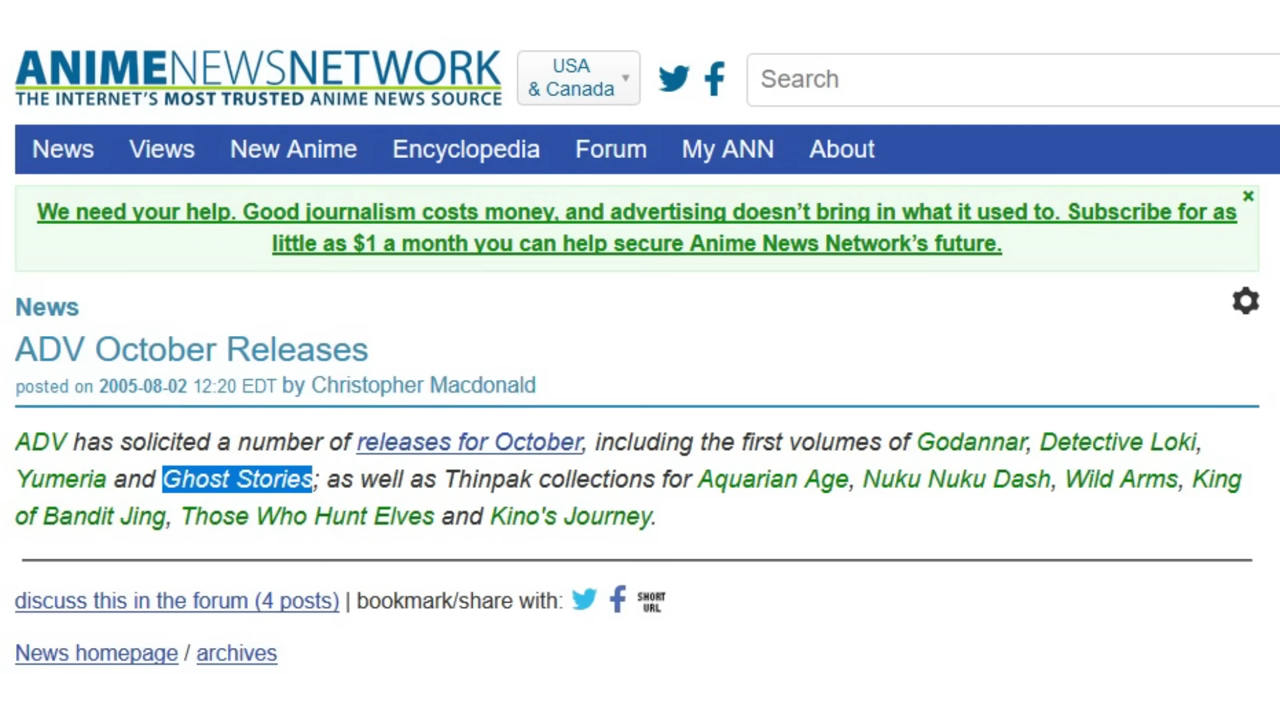 ANIMENEWSNETWORK
THE INTERNET'S MOST TRUSTED ANIME NEWS SOURCE
USA
& Canada
Search
News Views New Anime Encyclopedia Forum My ANN About
We need your help. Good journalism costs money, and advertising doesn't bring in what it used to. Subscribe for as
little as $1 a month you can help secure Anime News Network's future.
×
News
ADV October Releases
posted on 2005-08-02 12:20 EDT by Christopher Macdonald
ADV has solicited a number of releases for October, including the first volumes of Godannar, Detective Loki,
Yumeria and Ghost Stories; as well as Thinpak collections for Aquarian Age, Nuku Nuku Dash, Wild Arms, King
of Bandit Jing, Those Who Hunt Elves and Kino's Journey.
discuss this in the forum (4 posts) | bookmark/share with: SHORT
URL
News homepage / archives